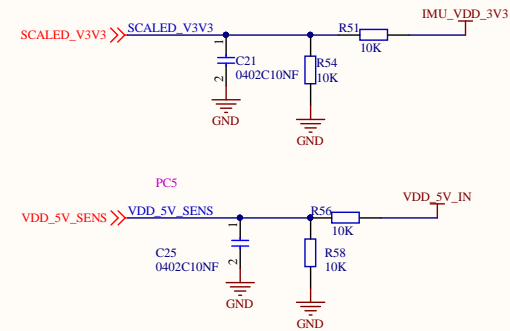 IMU_VDD_3V3
SCALED_V3V3 SCALED_V3V3 R51
10K
1
C21
0402C10NF
2
R54
10K
GND
GND
PC5
VDD_5V_IN
VDD_5V_SENS VDD_5V_SENS R56
10K
1
C25
0402C10NF
2
R58
10K
GND
GND